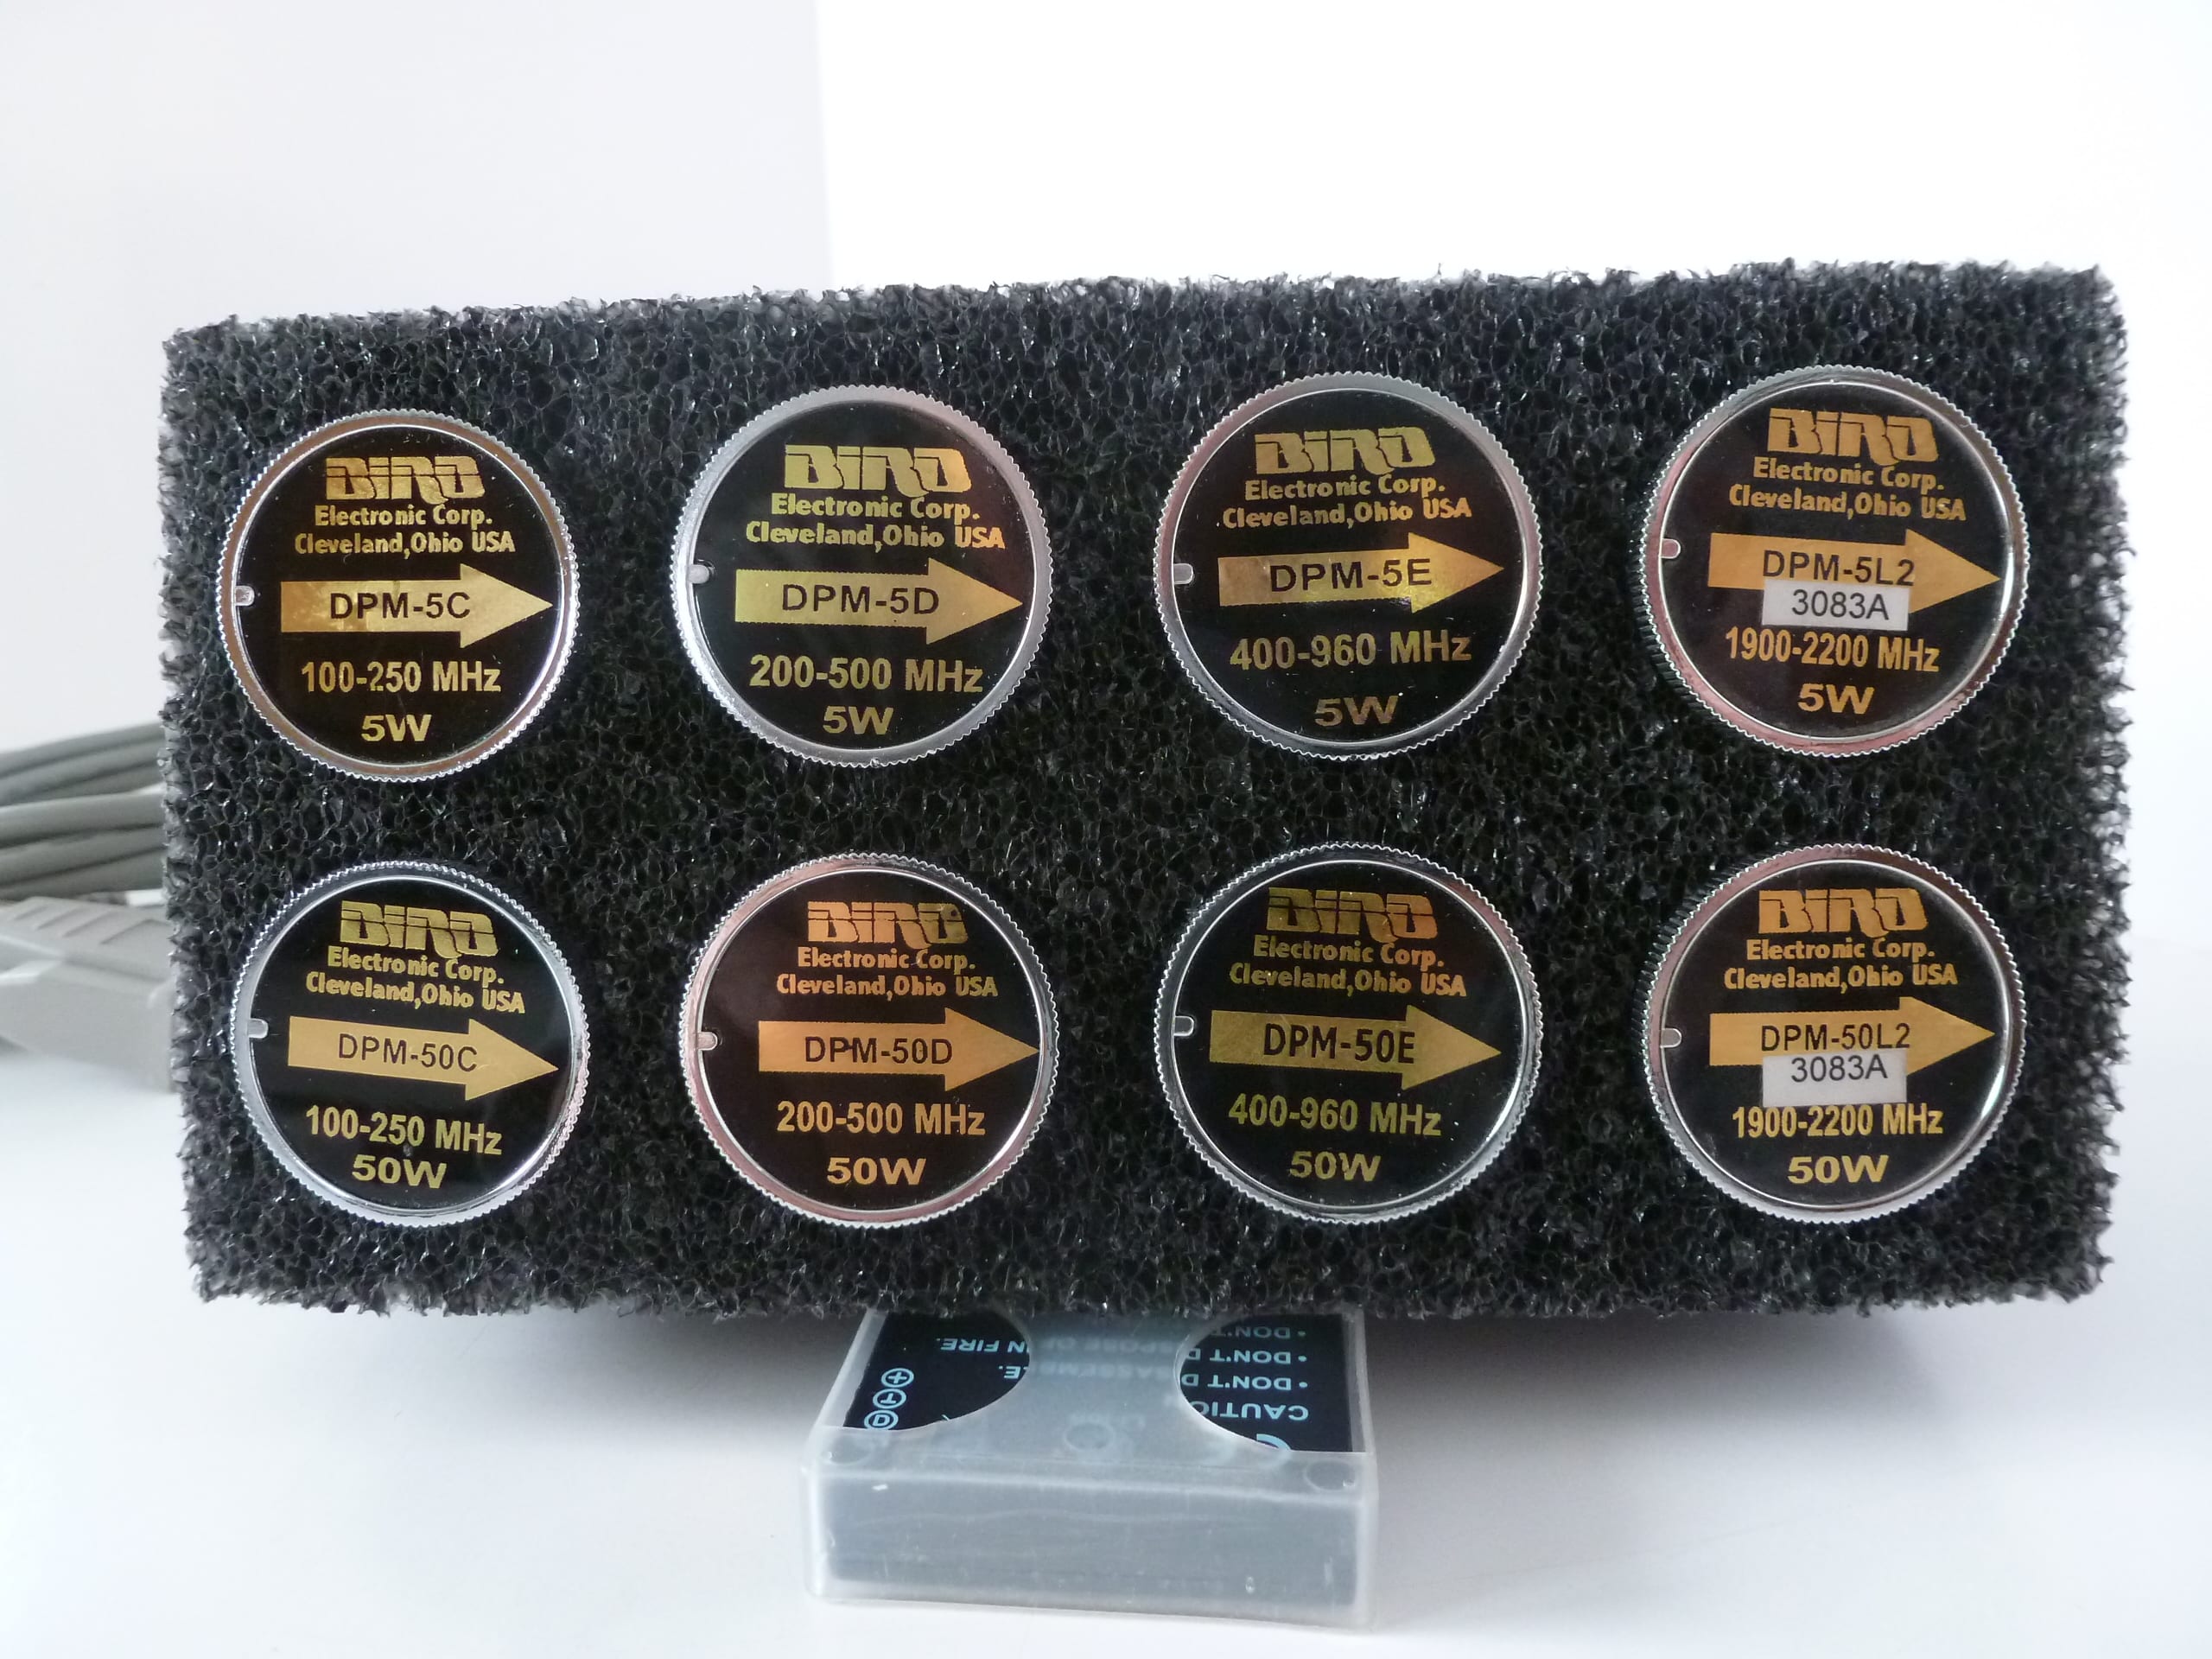 BIRD
Electronic Corp.
Cleveland,Ohio USA
DPM-5C
100-250 MHz
5W
BIRD
Electronic Corp.
Cleveland,Ohio USA
DPM-5D
200-500 MHz
5W
BIRD
Electronic Corp.
Cleveland,Ohio USA
DPM-5E
400-960 MHz
5W
BIRD
Electronic Corp.
Cleveland,Ohio USA
DPM-5L2
3083A
1900-2200 MHz
5W
BIRD
Electronic Corp.
Cleveland,Ohio USA
DPM-50C
100-250 MHz
50W
BIRD
Electronic Corp.
Cleveland,Ohio USA
DPM-50D
200-500 MHz
50W
BIRD
Electronic Corp.
Cleveland,Ohio USA
DPM-50E
400-960 MHz
50W
BIRD
Electronic Corp.
Cleveland,Ohio USA
DPM-50L2
3083A
1900-2200 MHz
50W
• DON'T
• DON'T FIRE.
• DON'T